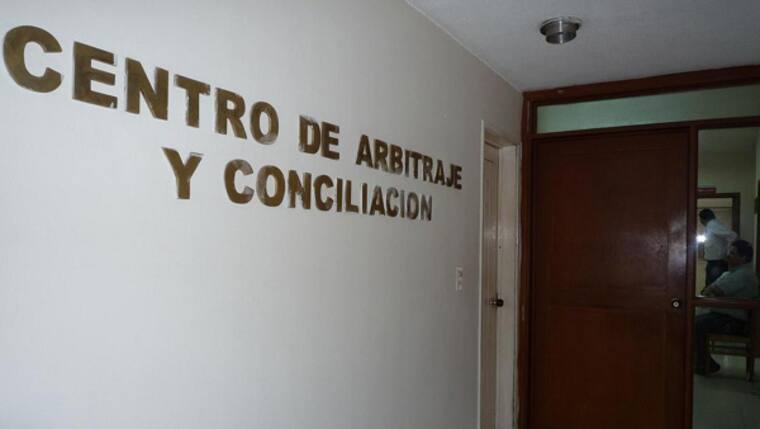 CENTRO DE ARBITRAJE
Y CONCILIACION